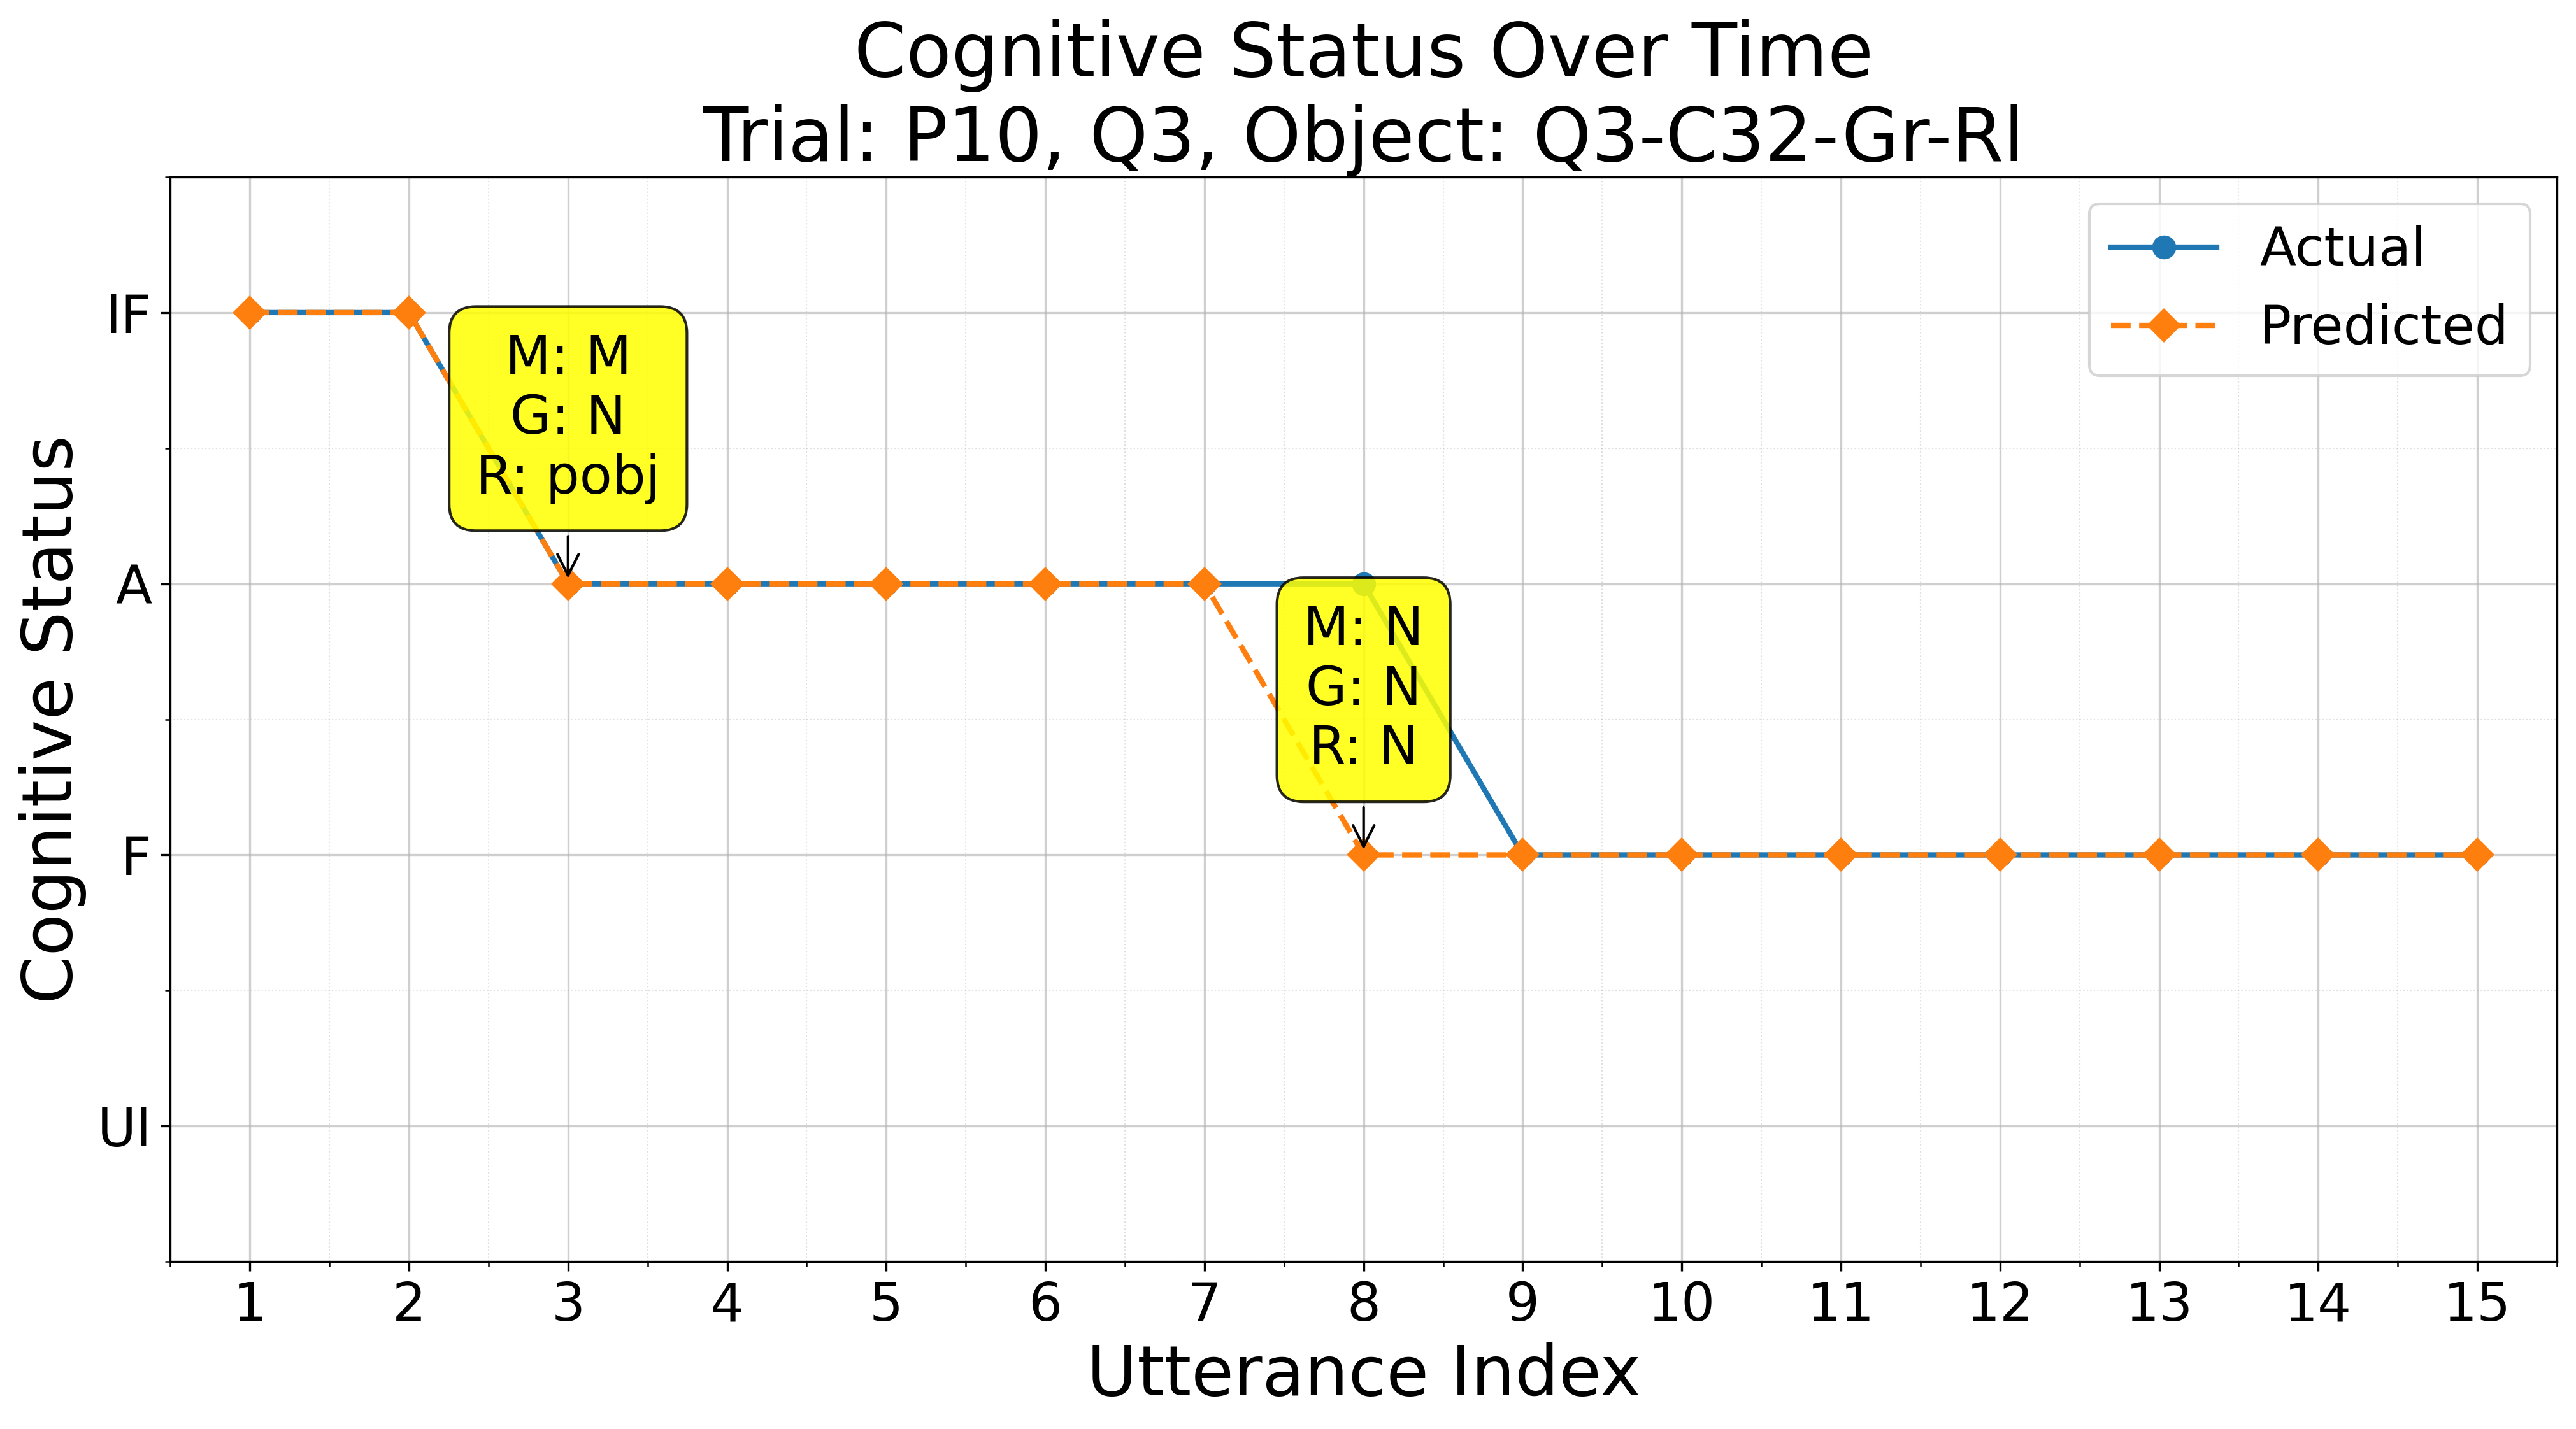 Cognitive Status Over Time
Trial: P10, Q3, Object: Q3-C32-Gr-Rl
Actual
Predicted
Cognitive Status
IF
A
F
UI
M: M
G: N
R: pobj
M: N
G: N
R: N
1 2 3 4 5 6 7 8 9 10 11 12 13 14 15
Utterance Index